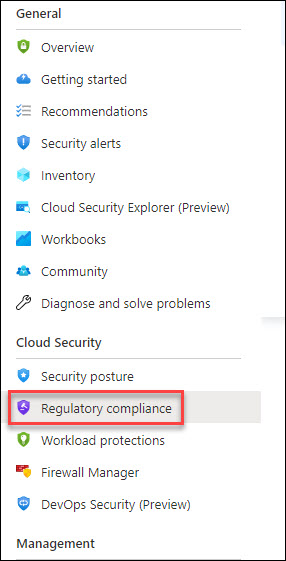 General
Overview
Getting started
Recommendations
Security alerts
Inventory
Cloud Security Explorer (Preview)
Workbooks
Community
Diagnose and solve problems
Cloud Security
Security posture
Regulatory compliance
Workload protections
Firewall Manager
DevOps Security (Preview)
Management